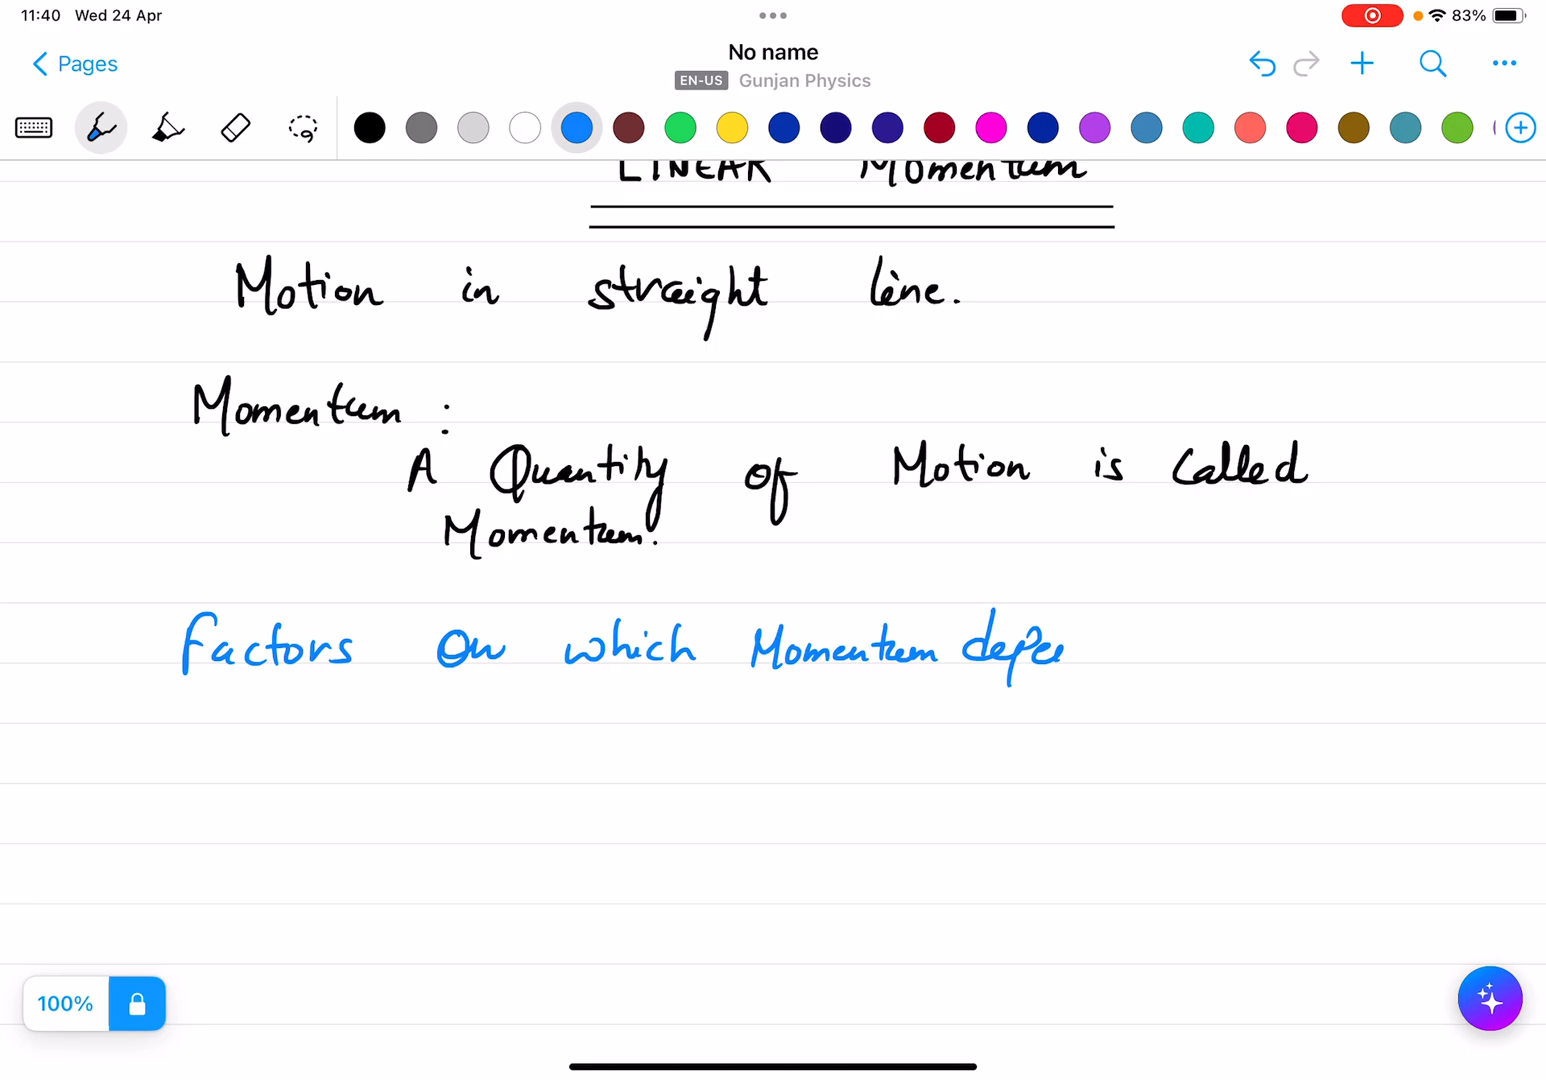 11:40 Wed 24 Apr
83%
Pages
No name
EN-US Gunjan Physics
LINEAR Momentum
Motion in straight line.
Momentum :
A Quantity of Motion is called
Momentum.
Factors On which Momentum depe
100%